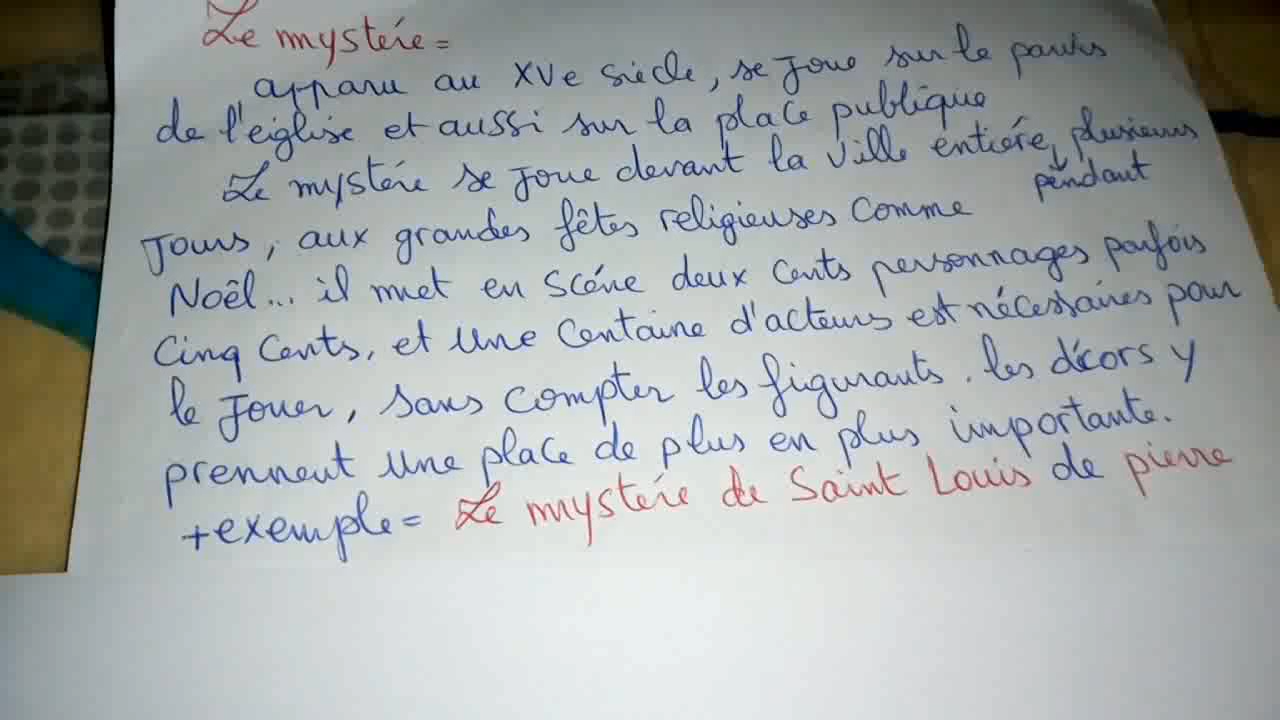 Le mystére =
apparu au XVe siécle, se joue sur le parvis
de l'église et aussi sur la place publique
Le mystére se joue devant la ville entiére, plusieurs
pendant
Jours, aux grandes fêtes religieuses comme
Noêl... il met en scéne deux cents personnages parfois
cinq cents, et une centaine d'acteurs est nécessaires pour
le jouer, sans compter les figurants. les décors y
prennent une place de plus en plus importante.
+exemple= Le mystére de Saint Louis de pierre